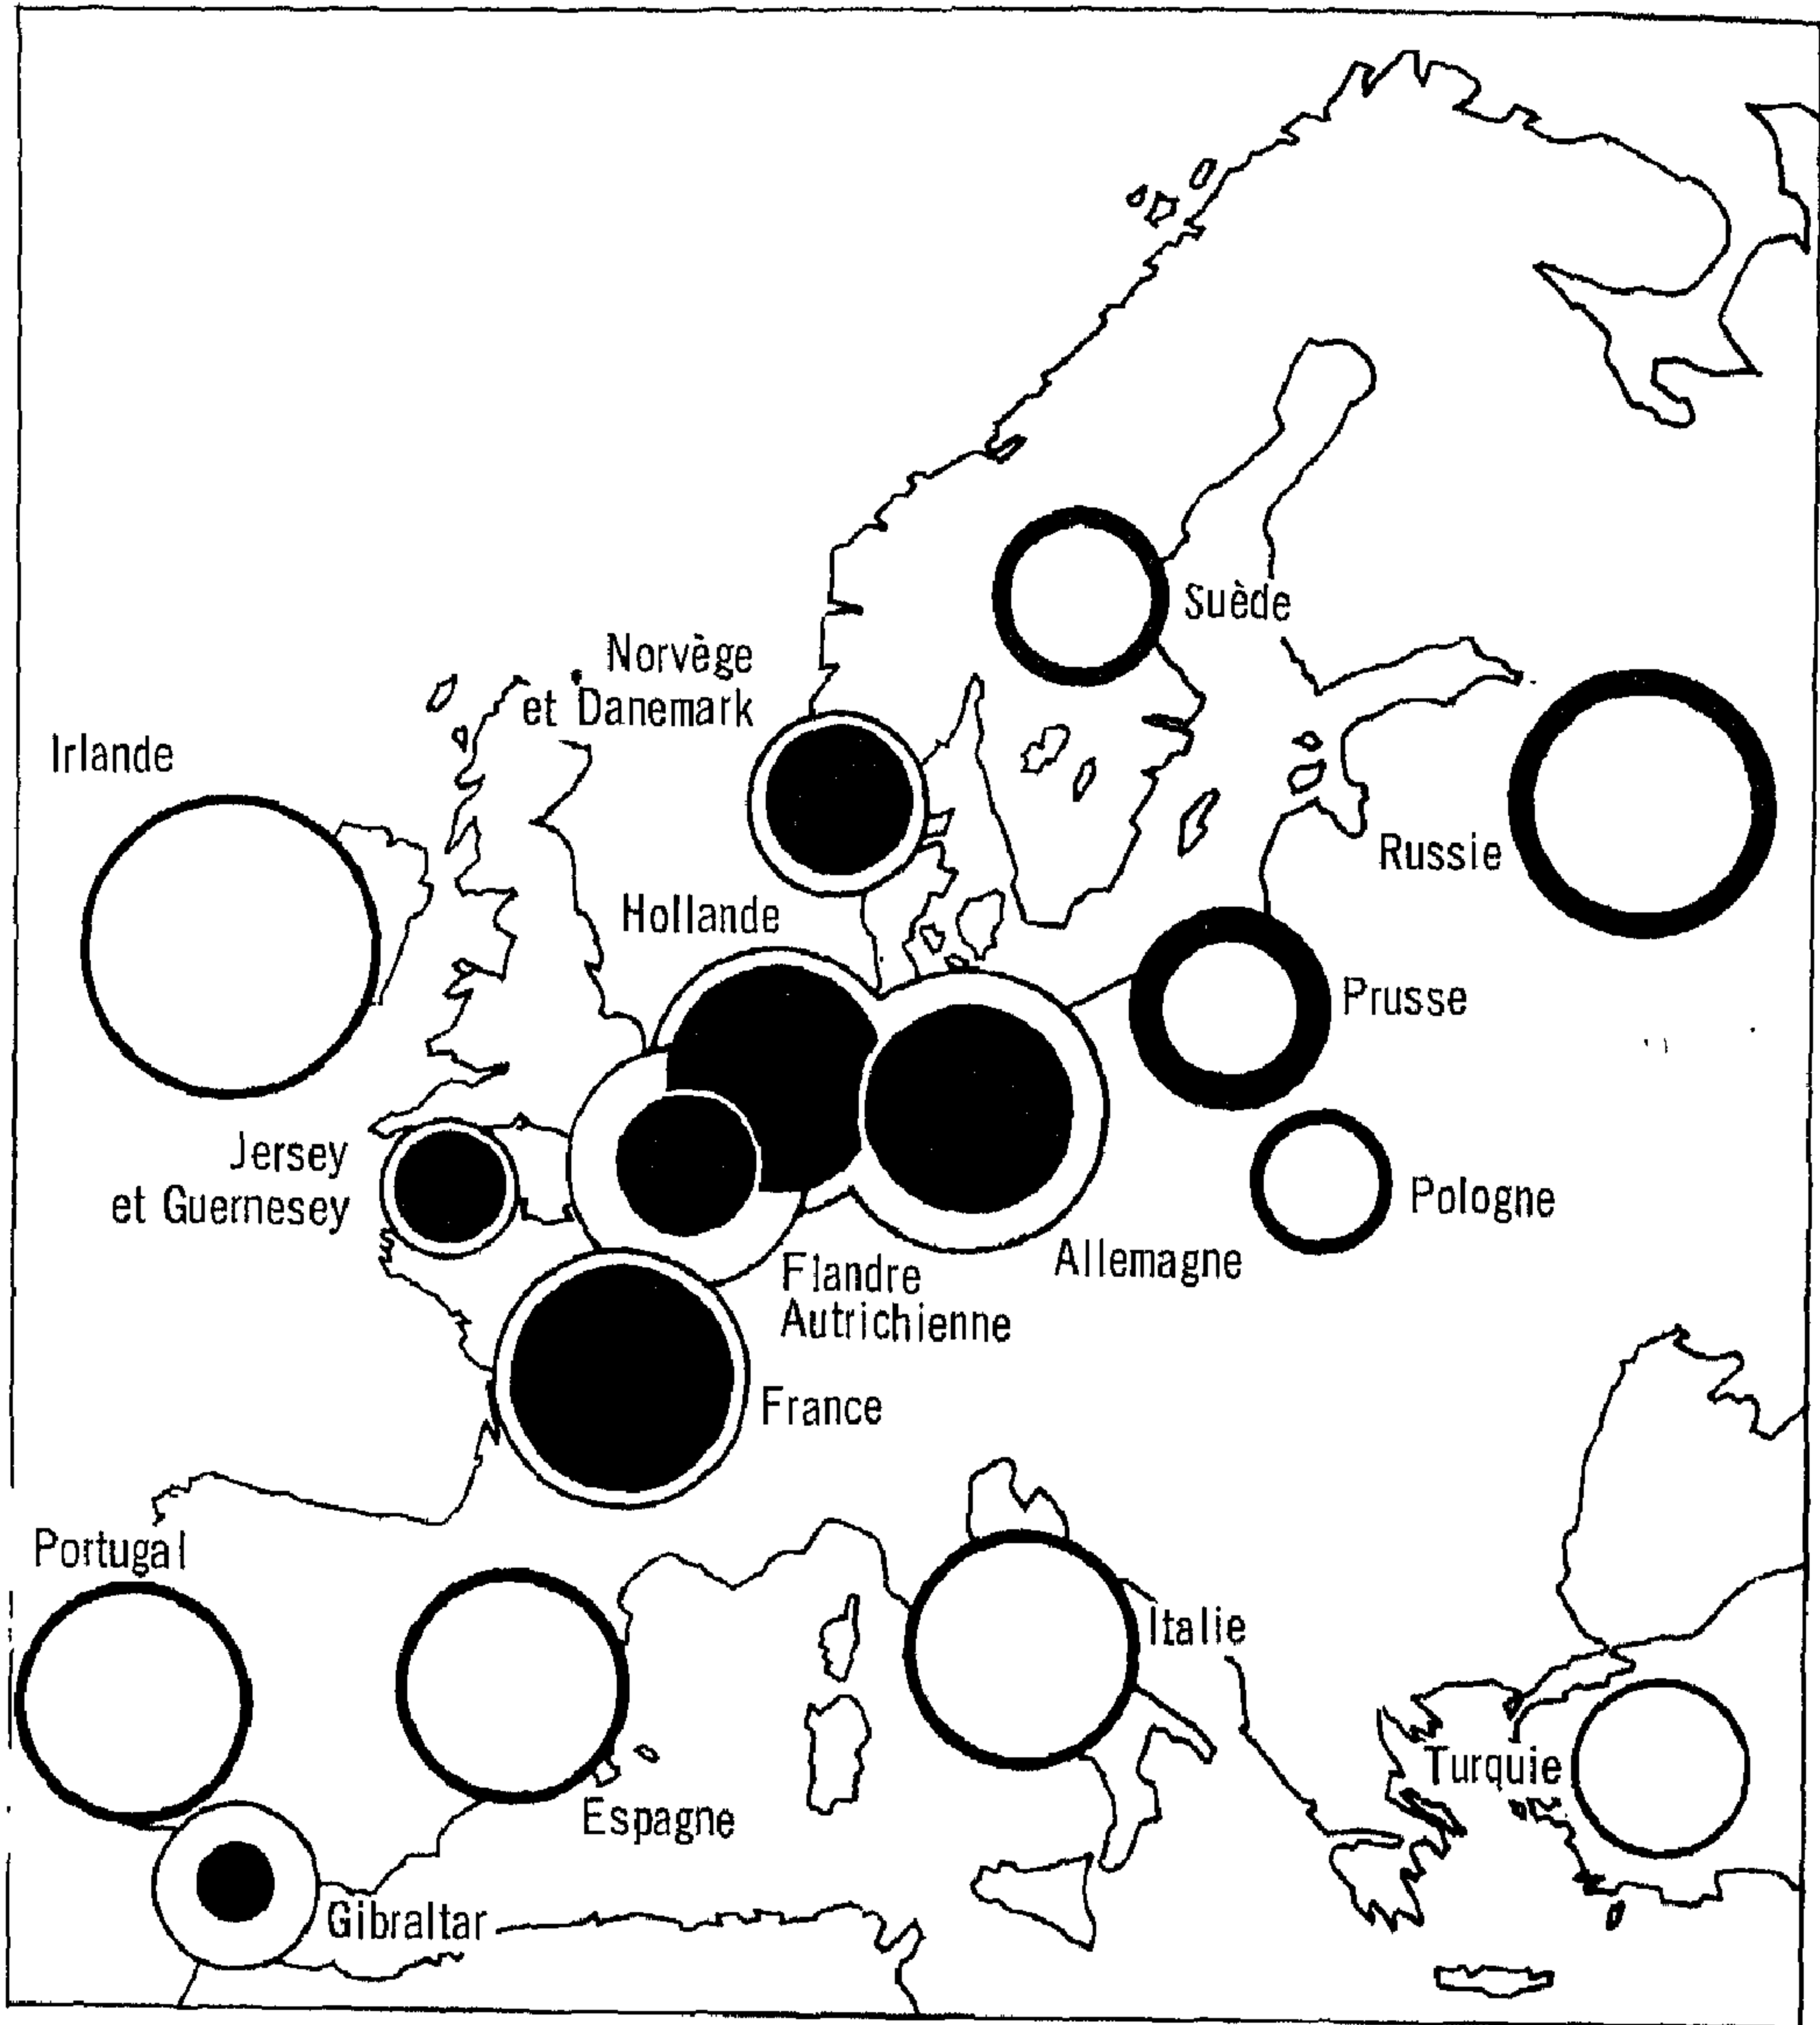 Suède
Norvège
et Danemark
Irlande
Russie
Hollande
Prusse
Jersey
et Guernesey
Pologne
Allemagne
Flandre
Autrichienne
France
Portugal
Italie
Turquie
Espagne
Gibraltar